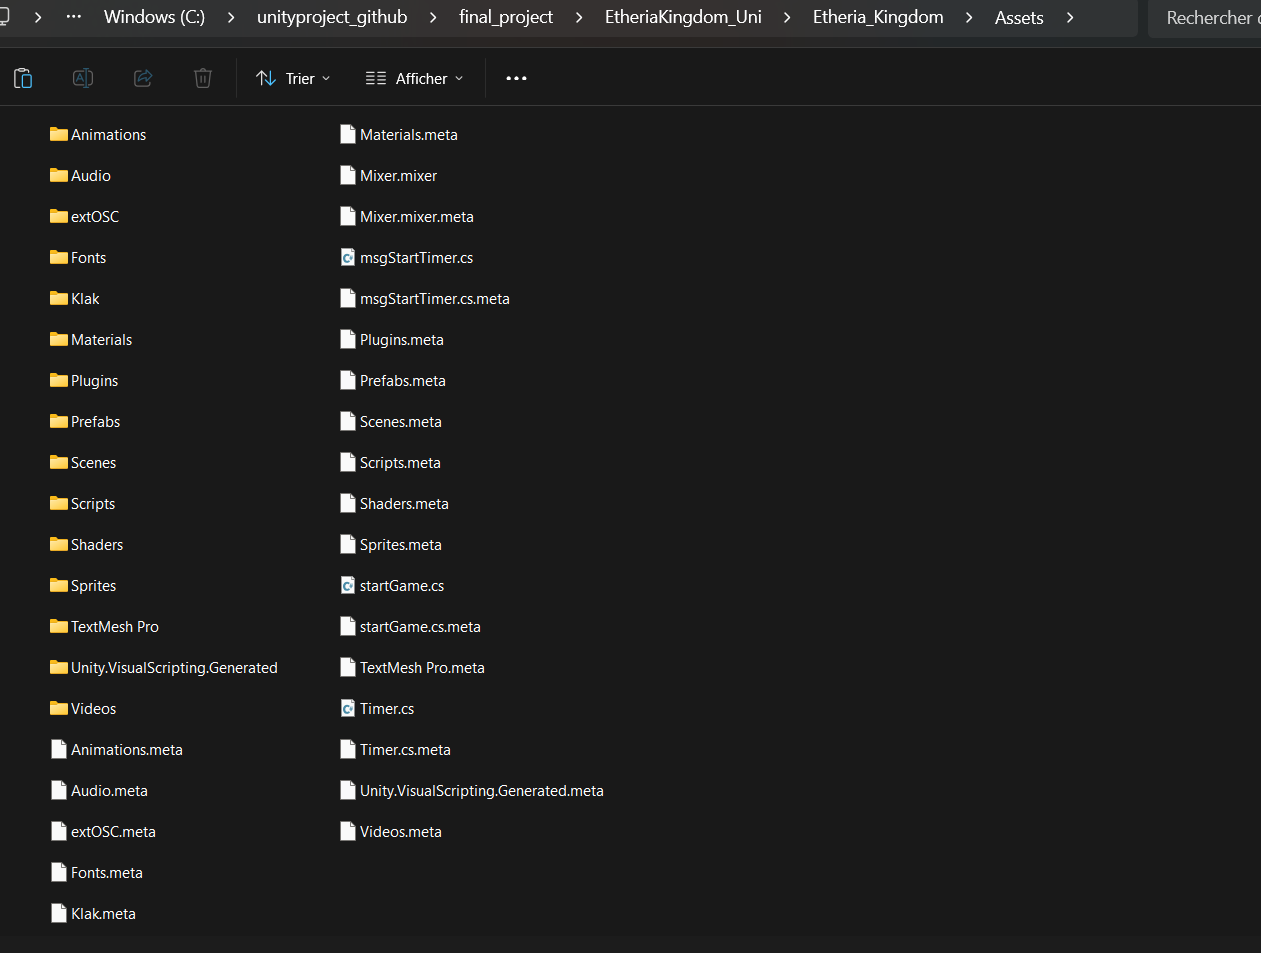 Windows (C:) unityproject_github final_project EtheriaKingdom_Uni Etheria_Kingdom Assets Rechercher
Trier Afficher
Animations
Audio
extOSC
Fonts
Klak
Materials
Plugins
Prefabs
Scenes
Scripts
Shaders
Sprites
TextMesh Pro
Unity.VisualScripting.Generated
Videos
Animations.meta
Audio.meta
extOSC.meta
Fonts.meta
Klak.meta
Materials.meta
Mixer.mixer
Mixer.mixer.meta
msgStartTimer.cs
msgStartTimer.cs.meta
Plugins.meta
Prefabs.meta
Scenes.meta
Scripts.meta
Shaders.meta
Sprites.meta
startGame.cs
startGame.cs.meta
TextMesh Pro.meta
Timer.cs
Timer.cs.meta
Unity.VisualScripting.Generated.meta
Videos.meta